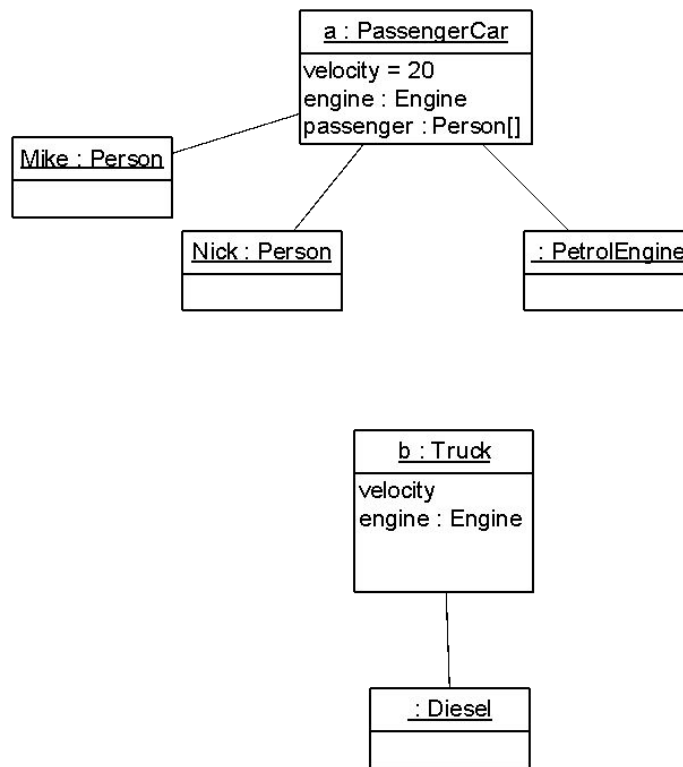 a : PassengerCar
velocity = 20
engine : Engine
passenger : Person[]
Mike : Person
Nick : Person
: PetrolEngine
b : Truck
velocity
engine : Engine
: Diesel